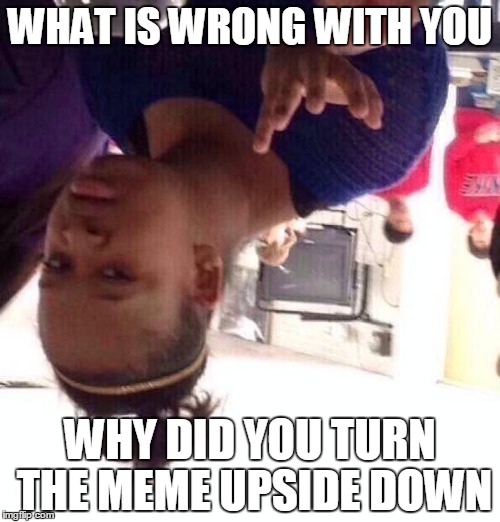 WHAT IS WRONG WITH YOU
WHY DID YOU TURN
THE MEME UPSIDE DOWN
imgflip.com